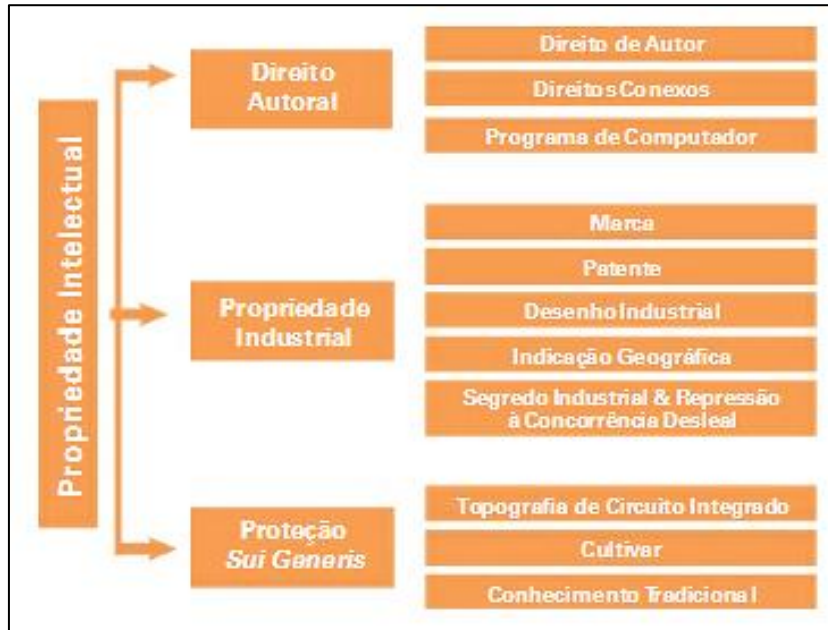 Propriedade Intelectual
Direito
Autoral
Direito de Autor
Direitos Conexos
Programa de Computador
Propriedade
Industrial
Marca
Patente
Desenho Industrial
Indicação Geográfica
Segredo Industrial & Repressão
à Concorrência Desleal
Proteção
Sui Generis
Topografia de Circuito Integrado
Cultivar
Conhecimento Tradicional